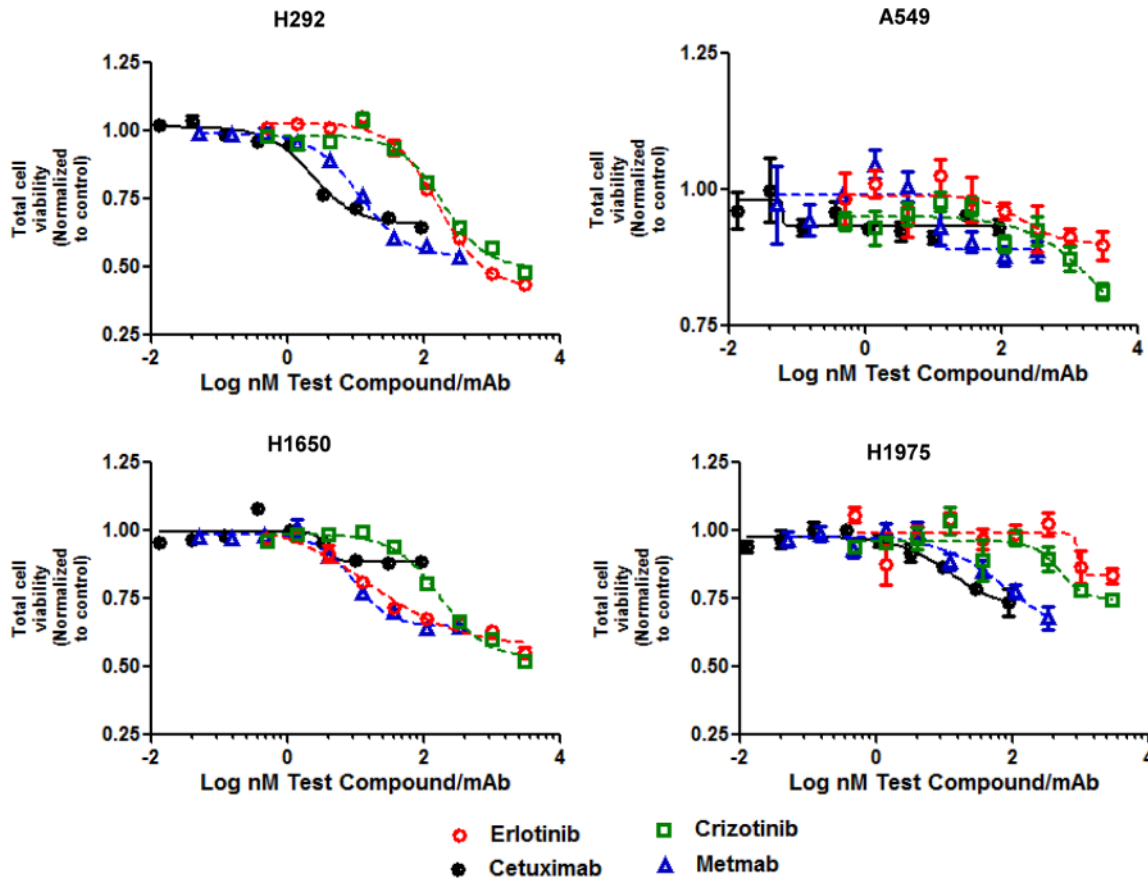 H292
1.25
1.00
0.75
0.50
0.25
Total cell
viability
(Normalized
to control)
-2 0 2 4
Log nM Test Compound/mAb
A549
1.25
1.00
0.75
Total cell
viability
(Normalized
to control)
-2 -1 0 1 2 3 4
Log nM Test Compound/mAb
H1650
1.25
1.00
0.75
0.50
0.25
Total cell
viability
(Normalized
to control)
-2 0 2 4
Log nM Test Compound/mAb
H1975
1.25
1.00
0.75
0.50
0.25
Total cell
viability
(Normalized
to control)
-2 0 2 4
Log nM Test Compound/mAb
Erlotinib Crizotinib
Cetuximab Metmab